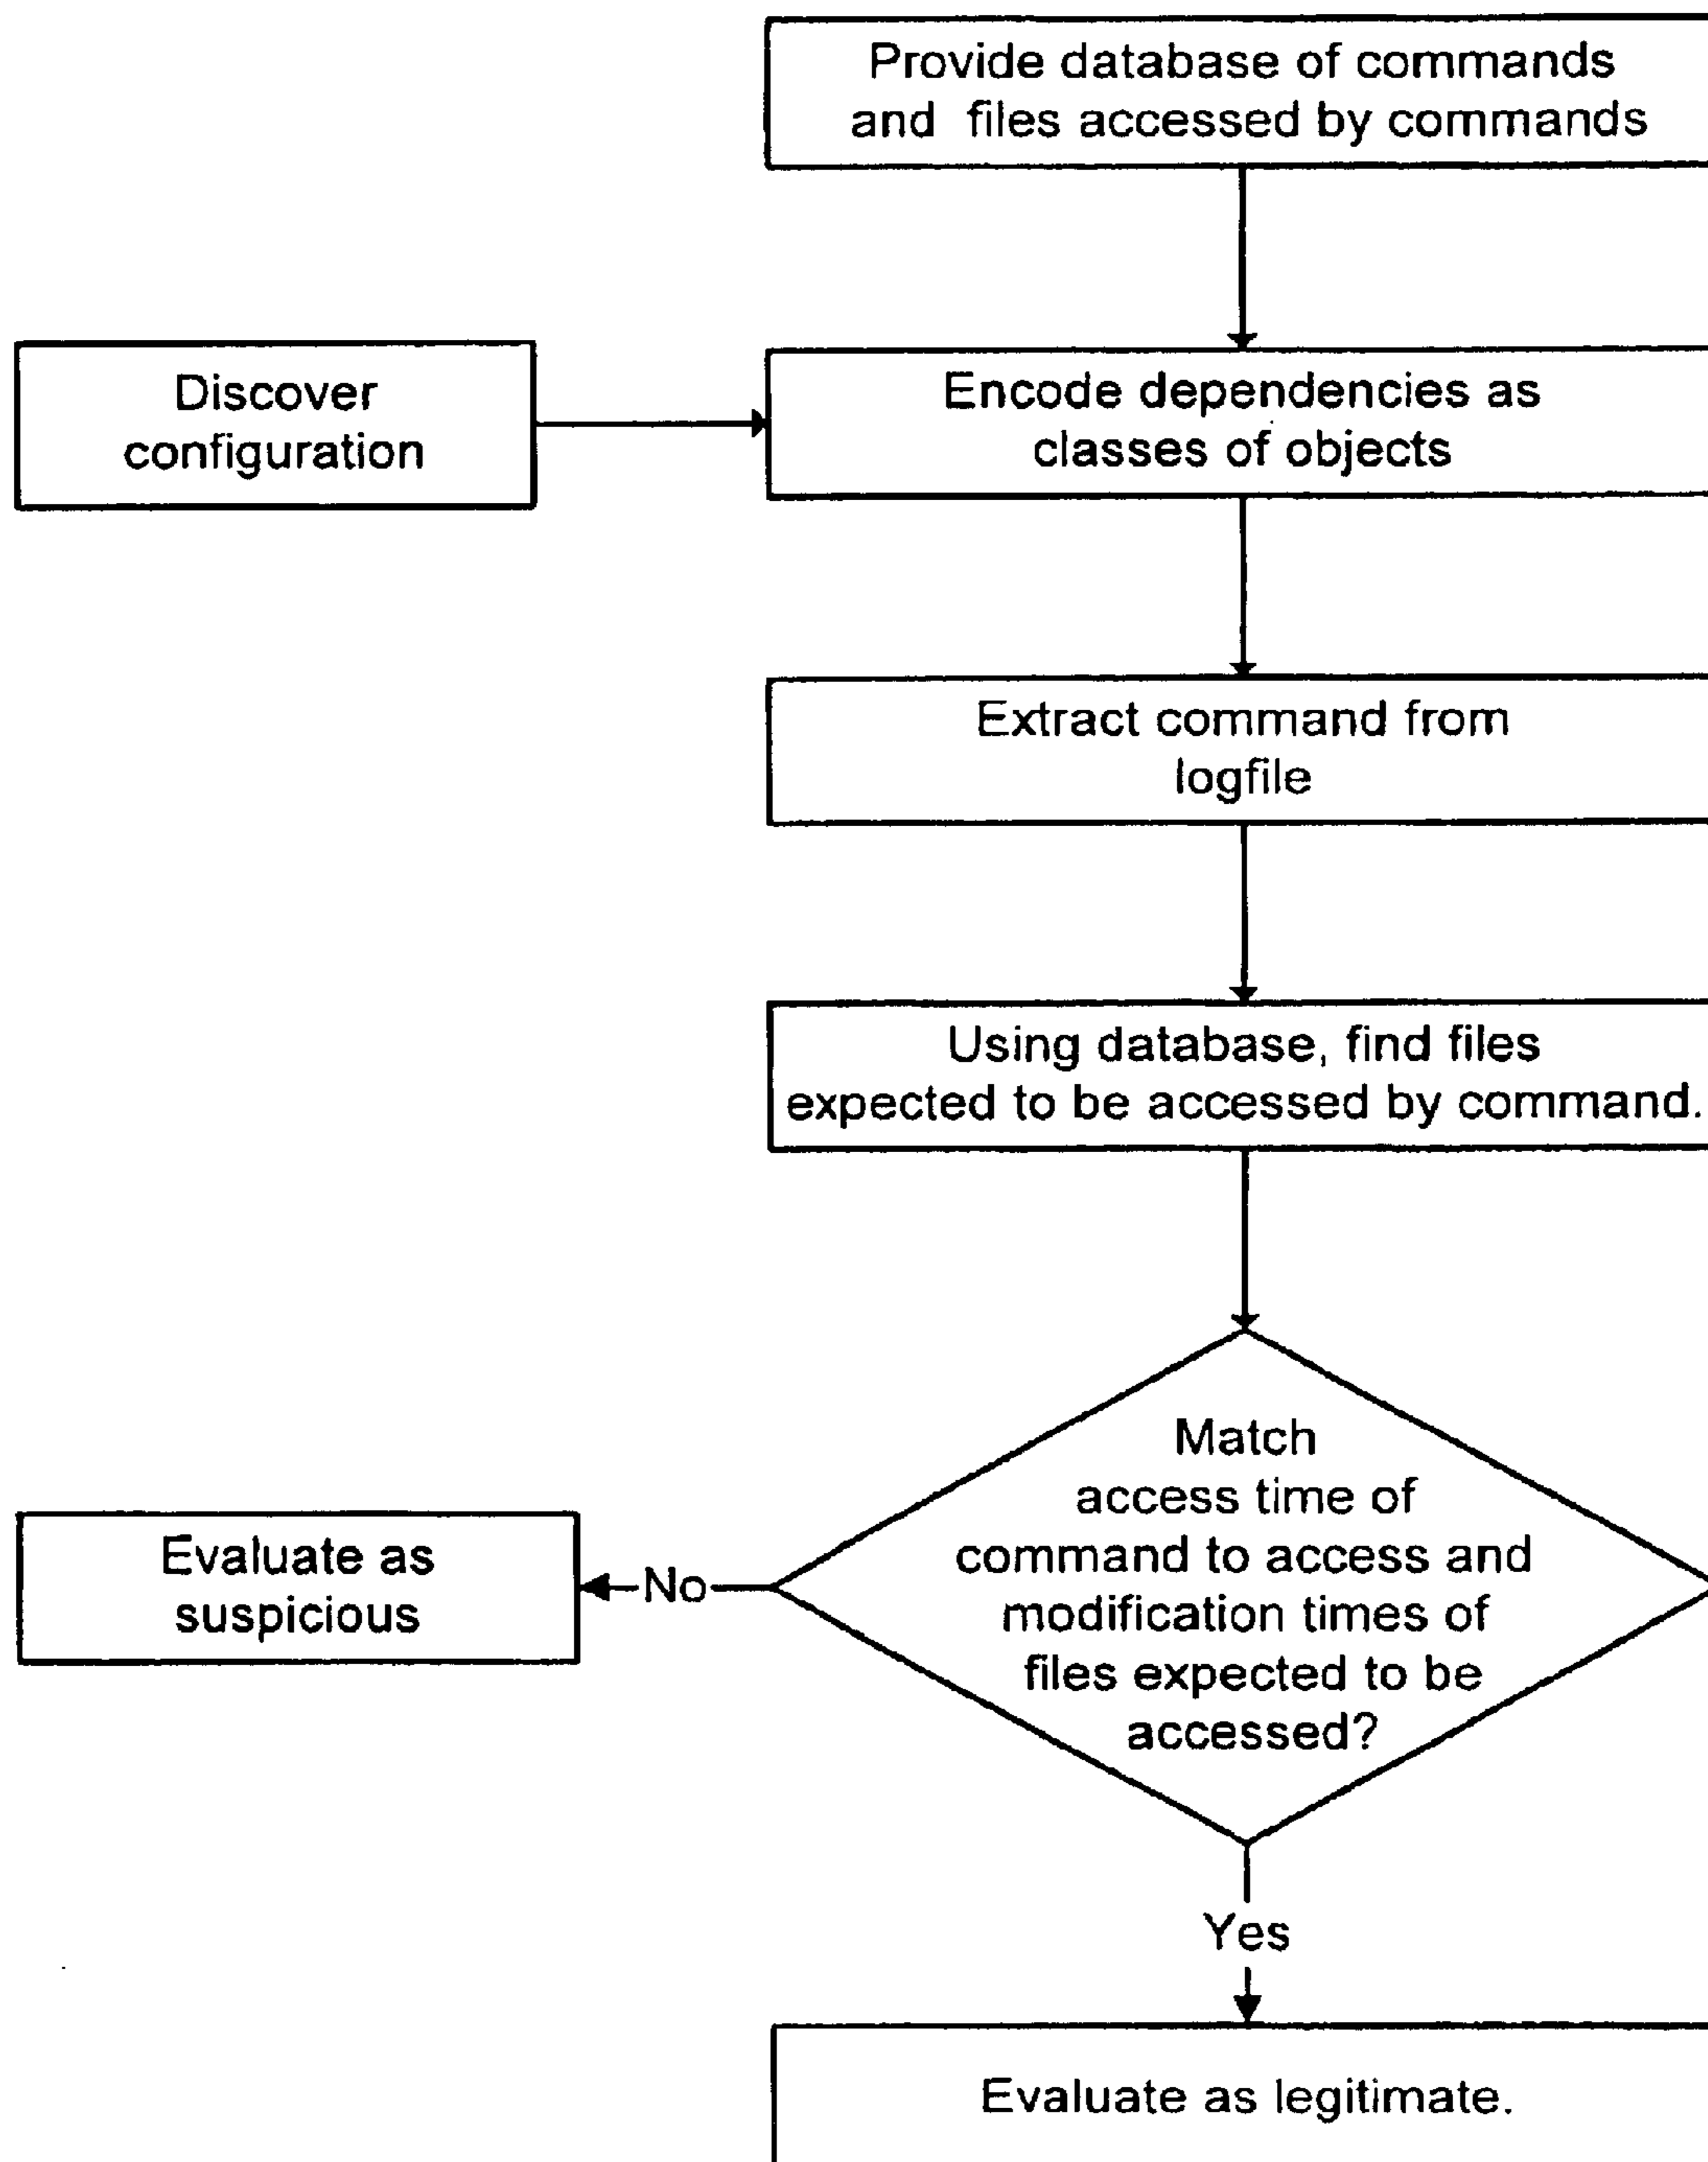 Provide database of commands
and files accessed by commands
Discover
configuration
Encode dependencies as
classes of objects
Extract command from
logfile
Using database, find files
expected to be accessed by command.
Match
access time of
command to access and
modification times of
files expected to be
accessed?
No
Evaluate as
suspicious
Yes
Evaluate as legitimate.